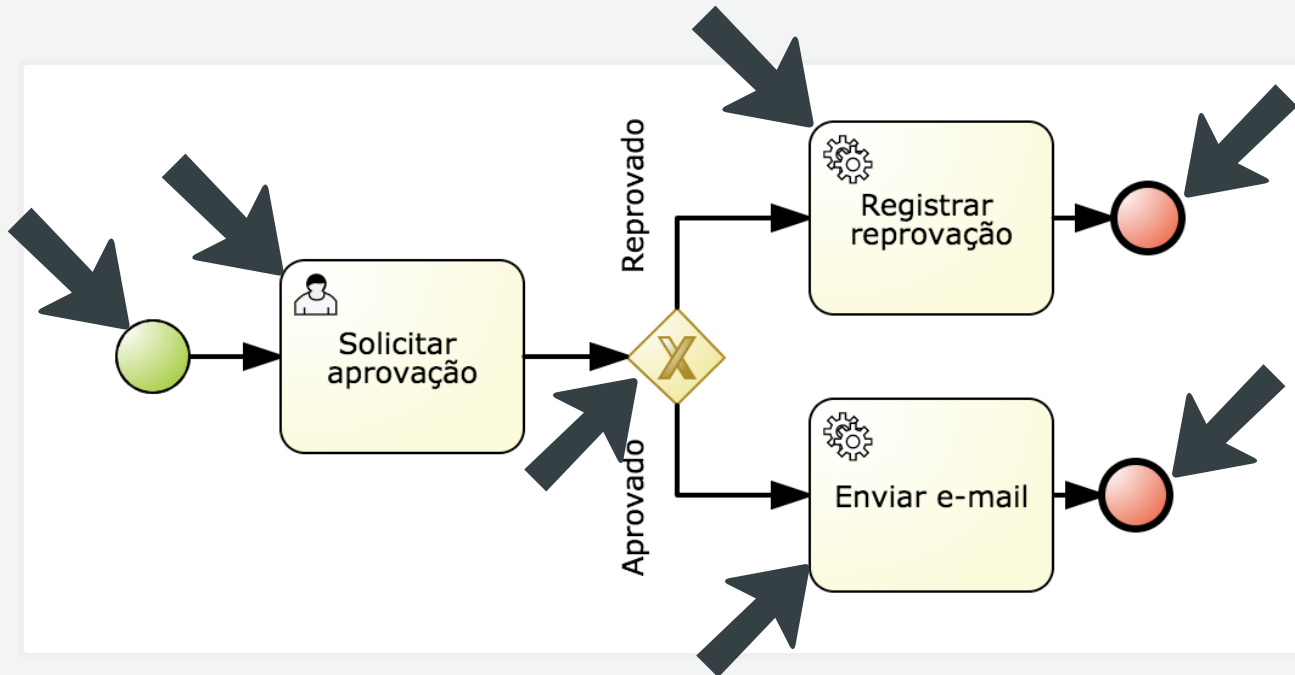 Solicitar
aprovação
Reprovado
Aprovado
Registrar
reprovação
Enviar e-mail